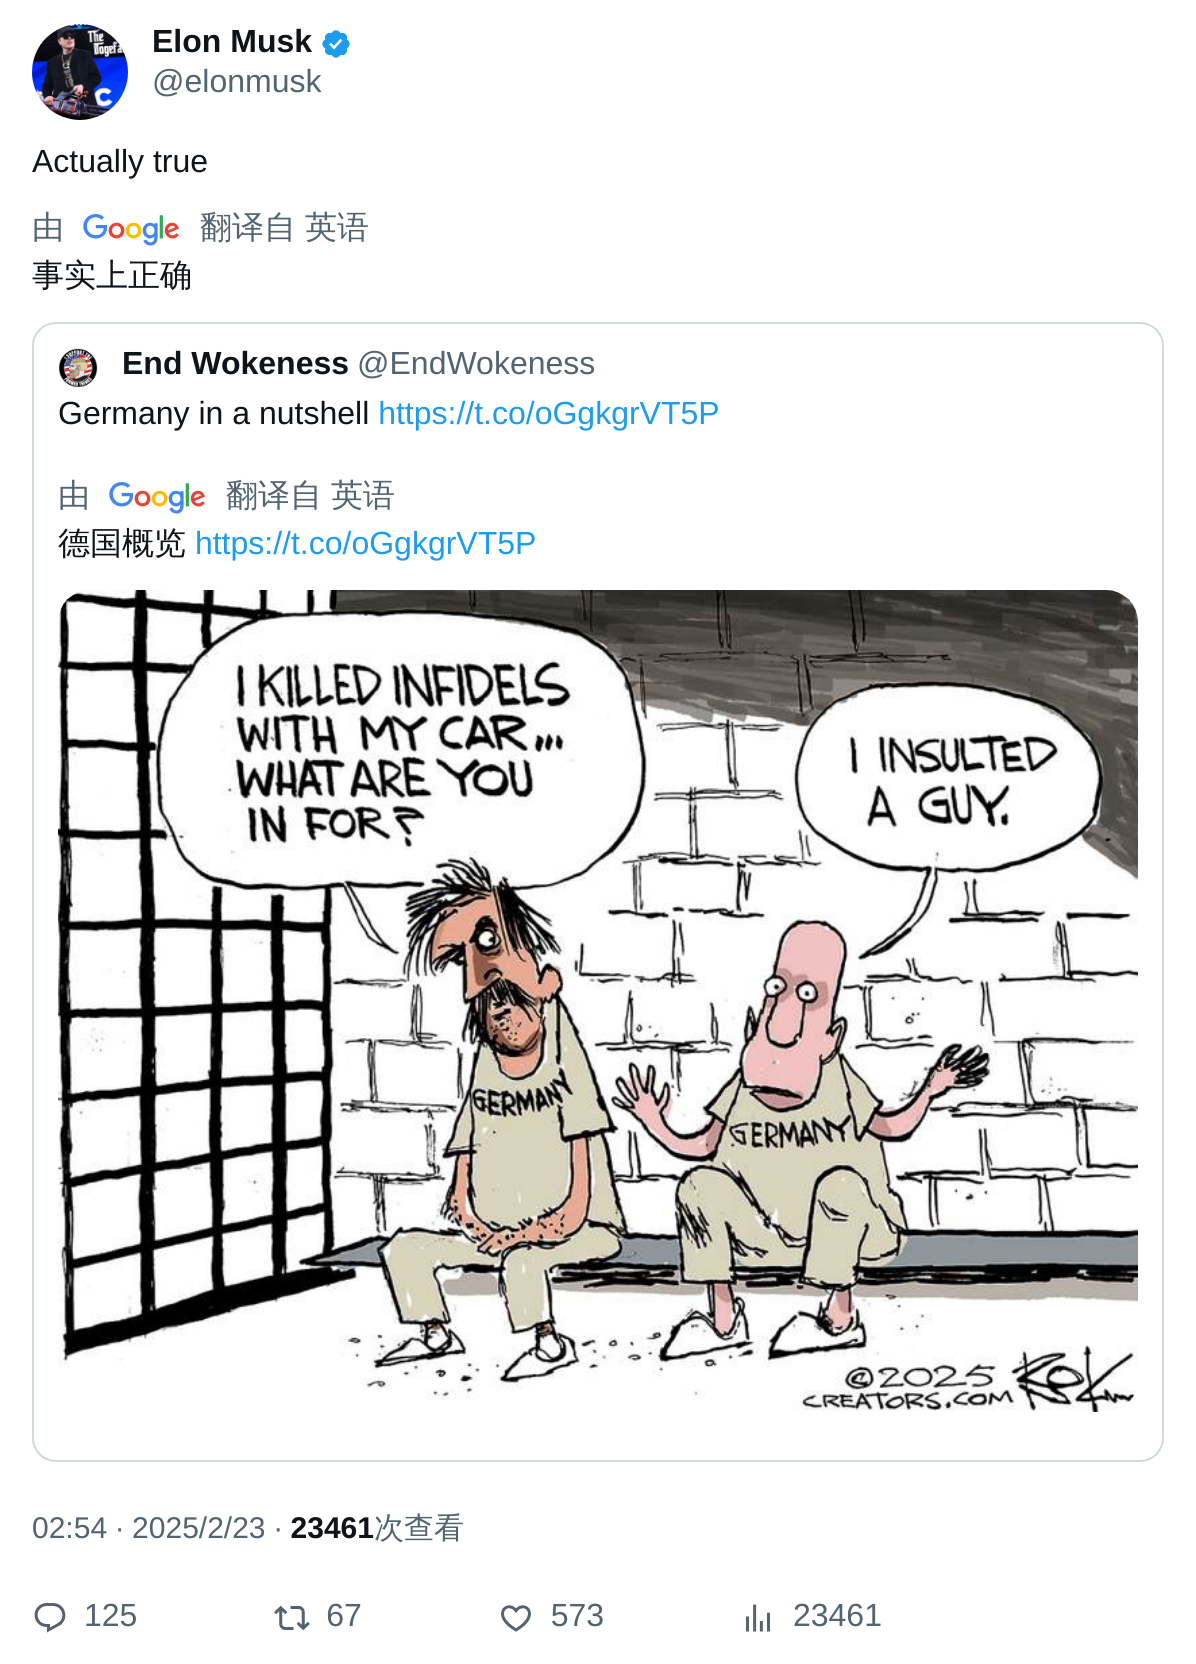 The
Dogefa
C
Elon Musk
@elonmusk
Actually true
由 Google 翻译自 英语
事实上正确
End Wokeness @EndWokeness
Germany in a nutshell https://t.co/oGgkgrVT5P
由 Google 翻译自 英语
德国概览 https://t.co/oGgkgrVT5P
I KILLED INFIDELS
WITH MY CAR...
WHAT ARE YOU
IN FOR?
I INSULTED
A GUY.
GERMANY
GERMANY
©2025
CREATORS.COM
02:54 · 2025/2/23 · 23461次查看
125 67 573 23461